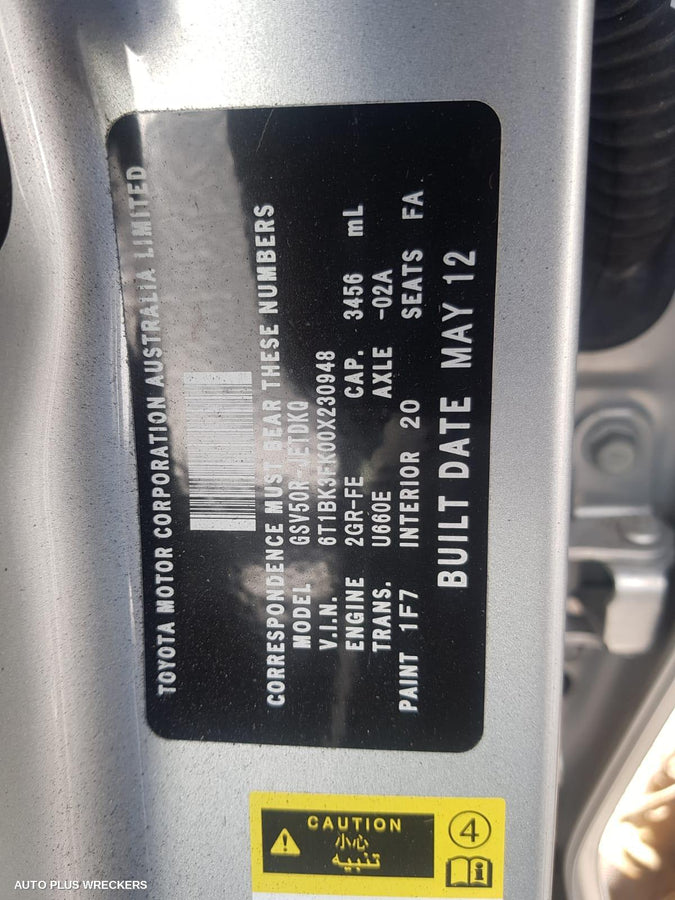 TOYOTA MOTOR CORPORATION AUSTRALIA LIMITED
CORRESPONDENCE MUST BEAR THESE NUMBERS
MODEL GSV50R-JETDKQ
V.I.N. 6T1BK3FK00X230948
ENGINE 2GR-FE CAP. 3456 mL
TRANS. U660E AXLE -02A
PAINT 1F7 INTERIOR 20 SEATS FA
BUILT DATE MAY 12
CAUTION
小心
تنبيه
4
i
AUTO PLUS WRECKERS